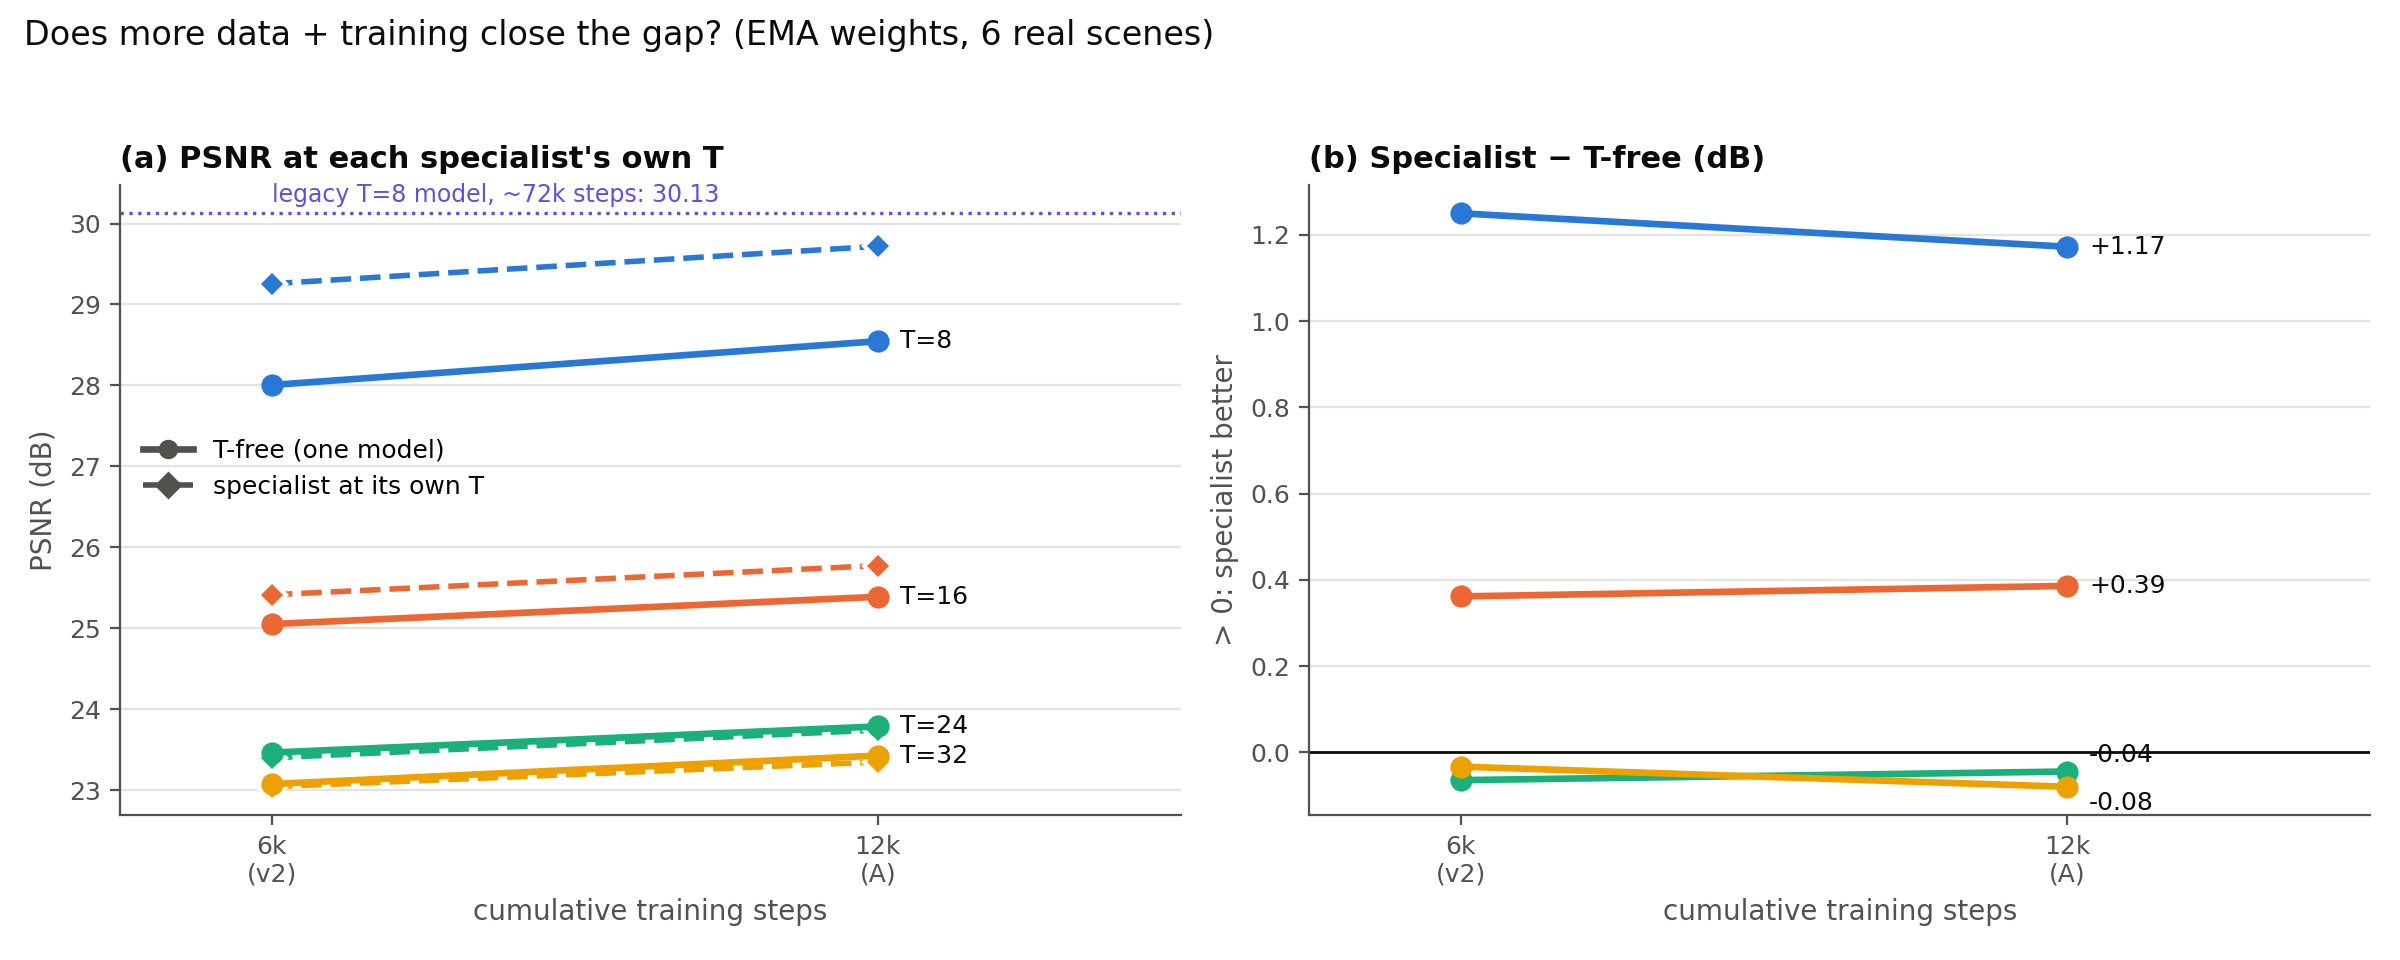 Does more data + training close the gap? (EMA weights, 6 real scenes)
(a) PSNR at each specialist's own T
legacy T=8 model, ~72k steps: 30.13
30
29
28
27
26
25
24
23
PSNR (dB)
T=8
T-free (one model)
specialist at its own T
T=16
T=24
T=32
6k
(v2)
12k
(A)
cumulative training steps
(b) Specialist − T-free (dB)
1.2
1.0
0.8
0.6
0.4
0.2
0.0
> 0: specialist better
+1.17
+0.39
-0.04
-0.08
6k
(v2)
12k
(A)
cumulative training steps